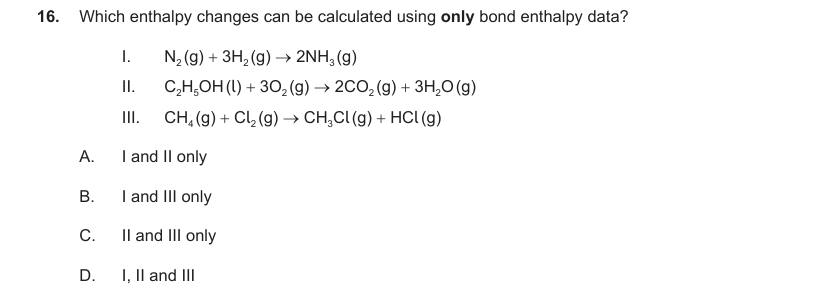 16. Which enthalpy changes can be calculated using only bond enthalpy data?
I. N₂(g) + 3H₂(g) → 2NH₃(g)
II. C₂H₅OH(l) + 3O₂(g) → 2CO₂(g) + 3H₂O(g)
III. CH₄(g) + Cl₂(g) → CH₃Cl(g) + HCl(g)
A. I and II only
B. I and III only
C. II and III only
D. I, II and III